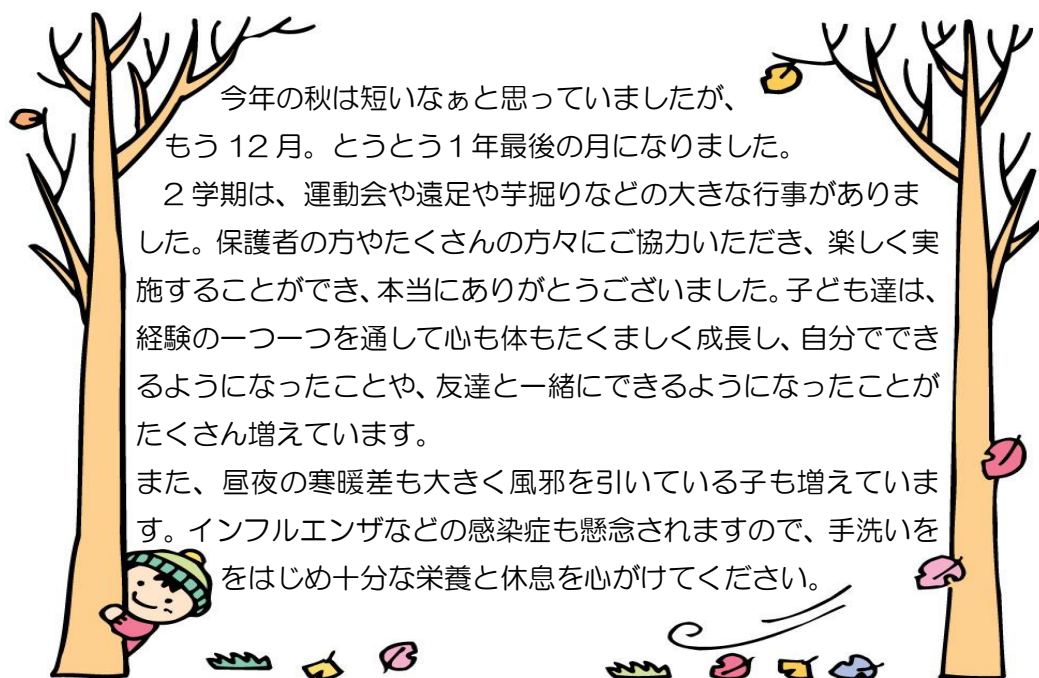 今年の秋は短いなぁと思っていましたが、
もう 12 月。とうとう1年最後の月になりました。
2 学期は、運動会や遠足や芋掘りなどの大きな行事がありま
した。保護者の方やたくさんの方々にご協力いただき、楽しく実
施することができ、本当にありがとうございました。子ども達は、
経験の一つ一つを通して心も体もたくましく成長し、自分ででき
るようになったことや、友達と一緒にできるようになったことが
たくさん増えています。
また、昼夜の寒暖差も大きく風邪を引いている子も増えていま
す。インフルエンザなどの感染症も懸念されますので、手洗いを
をはじめ十分な栄養と休息を心がけてください。